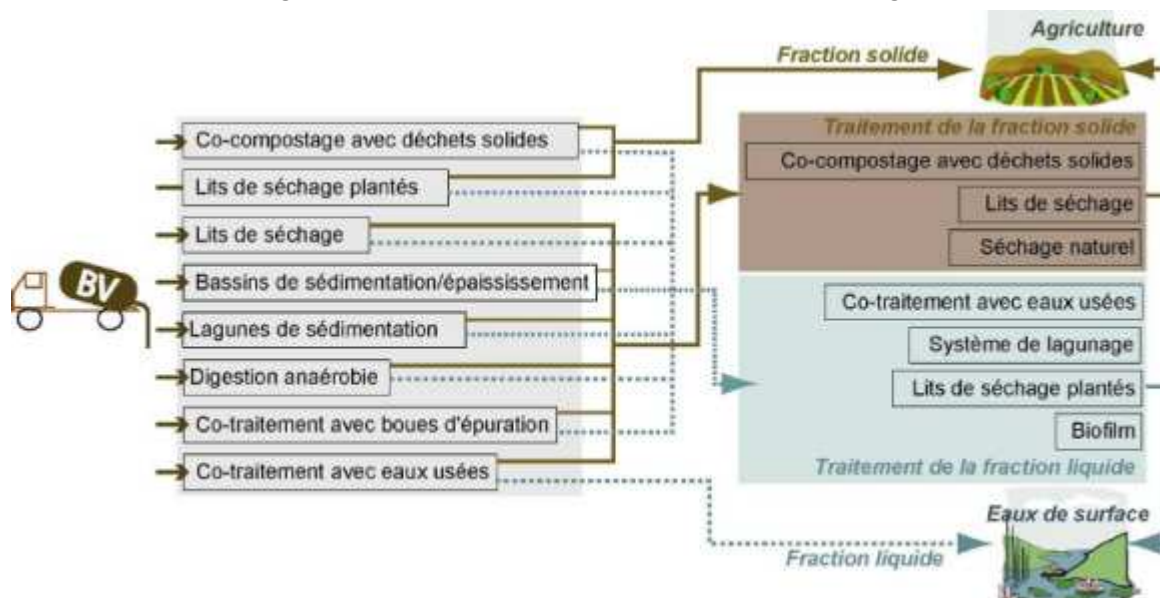 Agriculture
Fraction solide
Traitement de la fraction solide
Co-compostage avec déchets solides
Co-compostage avec déchets solides
Lits de séchage plantés
Lits de séchage
Lits de séchage
Séchage naturel
BV
Bassins de sédimentation/épaississement
Co-traitement avec eaux usées
Lagunes de sédimentation
Système de lagunage
Digestion anaérobie
Lits de séchage plantés
Co-traitement avec boues d'épuration
Biofilm
Co-traitement avec eaux usées
Traitement de la fraction liquide
Eaux de surface
Fraction liquide